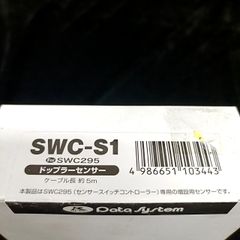 SWC-S1
For SWC295
ドップラーセンサー
ケーブル長 約5m
4 986651 103443
本製品はSWC295（センサースイッチコントローラー）専用の増設用センサーです。
Data System